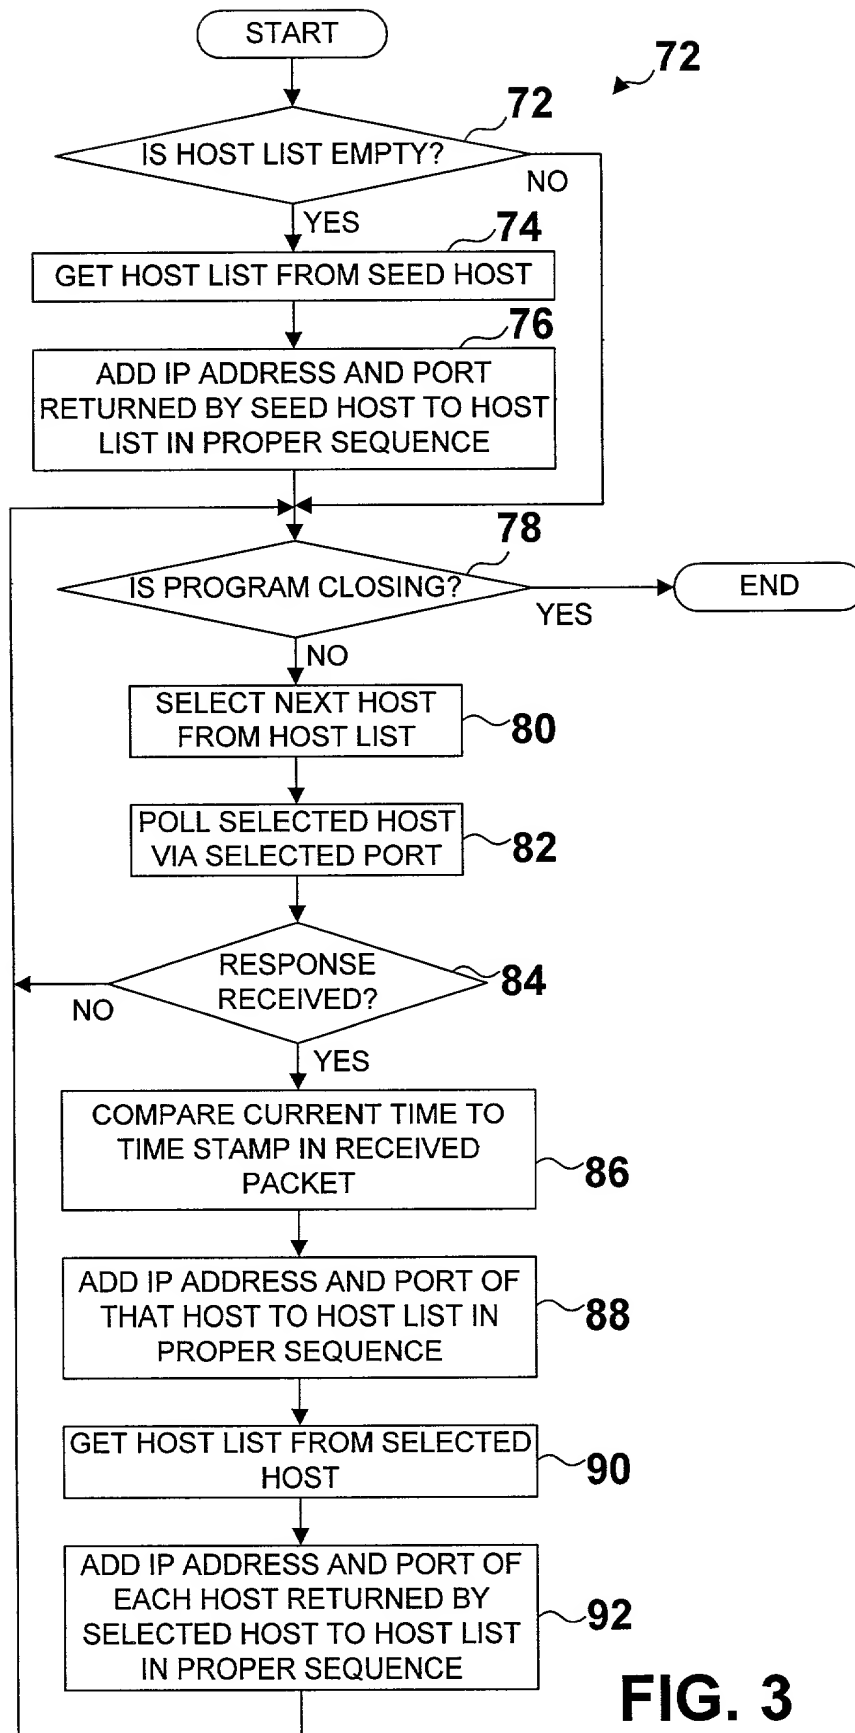 START
72
72
IS HOST LIST EMPTY?
NO
YES
74
GET HOST LIST FROM SEED HOST
76
ADD IP ADDRESS AND PORT
RETURNED BY SEED HOST TO HOST
LIST IN PROPER SEQUENCE
78
IS PROGRAM CLOSING?
END
YES
NO
SELECT NEXT HOST
FROM HOST LIST
80
POLL SELECTED HOST
VIA SELECTED PORT
82
RESPONSE
RECEIVED?
84
NO
YES
COMPARE CURRENT TIME TO
TIME STAMP IN RECEIVED
PACKET
86
ADD IP ADDRESS AND PORT OF
THAT HOST TO HOST LIST IN
PROPER SEQUENCE
88
GET HOST LIST FROM SELECTED
HOST
90
ADD IP ADDRESS AND PORT OF
EACH HOST RETURNED BY
SELECTED HOST TO HOST LIST
IN PROPER SEQUENCE
92
FIG. 3